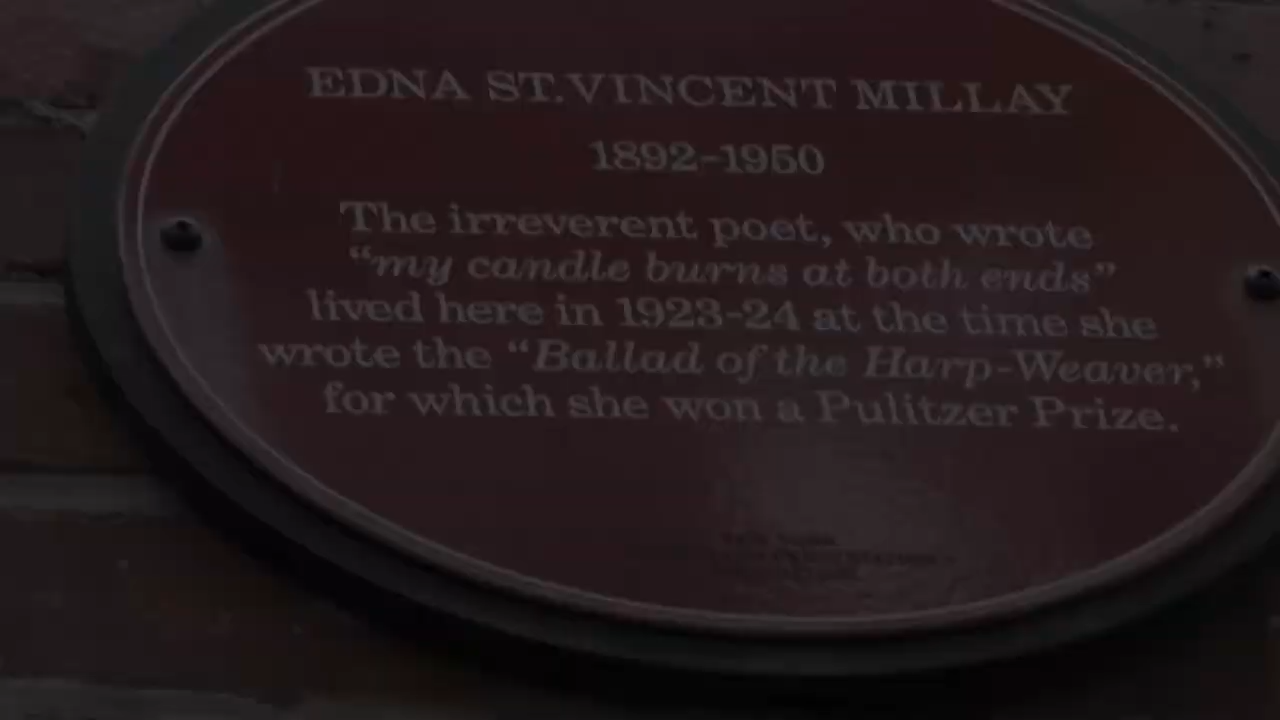 EDNA ST.VINCENT MILLAY
1892-1950
The irreverent poet, who wrote
“my candle burns at both ends”
lived here in 1923-24 at the time she
wrote the “Ballad of the Harp-Weaver,”
for which she won a Pulitzer Prize.